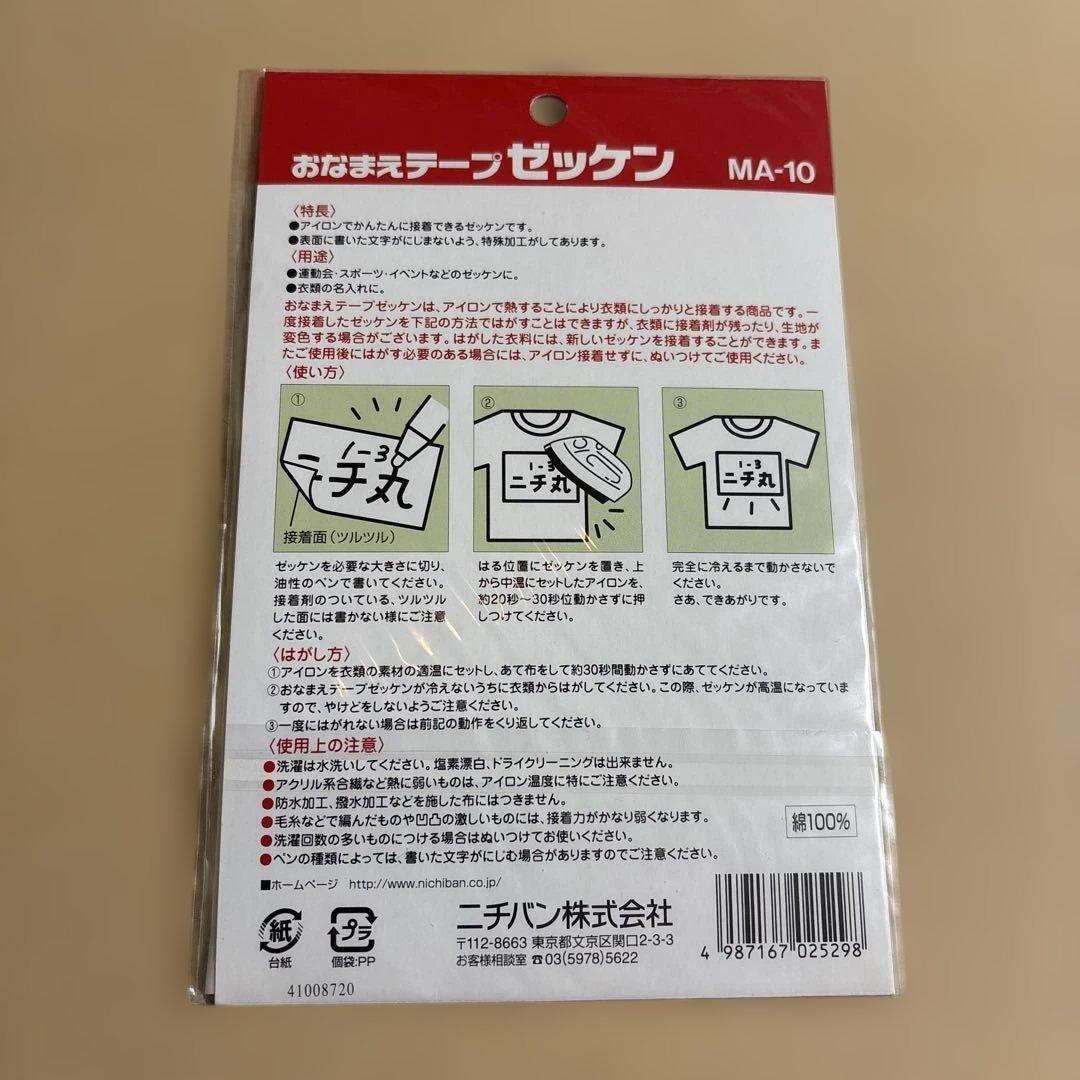 おなまえテープ ゼッケン MA-10
〈特長〉
●アイロンでかんたんに接着できるゼッケンです。
●表面に書いた文字がにじまないよう、特殊加工がしてあります。
〈用途〉
●運動会・スポーツ・イベントなどのゼッケンに。
●衣類の名入れに。
おなまえテープゼッケンは、アイロンで熱することにより衣類にしっかりと接着する商品です。一
度接着したゼッケンを下記の方法ではがすことはできますが、衣類に接着剤が残ったり、生地が
変色する場合がございます。はがした衣料には、新しいゼッケンを接着することができます。ま
たご使用後にはがす必要のある場合には、アイロン接着せずに、ぬいつけてご使用ください。
〈使い方〉
①
1-3
ニチ丸
接着面(ツルツル)
ゼッケンを必要な大きさに切り、
油性のペンで書いてください。
接着剤のついている、ツルツル
した面には書かない様にご注意
ください。
②
1-3
ニチ丸
はる位置にゼッケンを置き、上
から中温にセットしたアイロンを、
約20秒〜30秒位動かさずに押
しつけてください。
③
1-3
ニチ丸
完全に冷えるまで動かさないで
ください。
さあ、できあがりです。
〈はがし方〉
①アイロンを衣類の素材の適温にセットし、あて布をして約30秒間動かさずにあててください。
②おなまえテープゼッケンが冷えないうちに衣類からはがしてください。この際、ゼッケンが高温になっていま
すので、やけどをしないようご注意ください。
③一度にはがれない場合は前記の動作をくり返してください。
〈使用上の注意〉
●洗濯は水洗いしてください。塩素漂白、ドライクリーニングは出来ません。
●アクリル系合繊など熱に弱いものは、アイロン温度に特にご注意ください。
●防水加工、撥水加工などを施した布にはつきません。
●毛糸などで編んだものや凹凸の激しいものには、接着力がかなり弱くなります。
●洗濯回数の多いものにつける場合はぬいつけてお使いください。
●ペンの種類によっては、書いた文字がにじむ場合がありますのでご注意ください。
綿100%
■ホームページ http://www.nichiban.co.jp/
紙
台紙
プラ
個袋:PP
ニチバン株式会社
〒112-8663 東京都文京区関口2-3-3
お客様相談室 ☎03(5978)5622
4 987167 025298
41008720